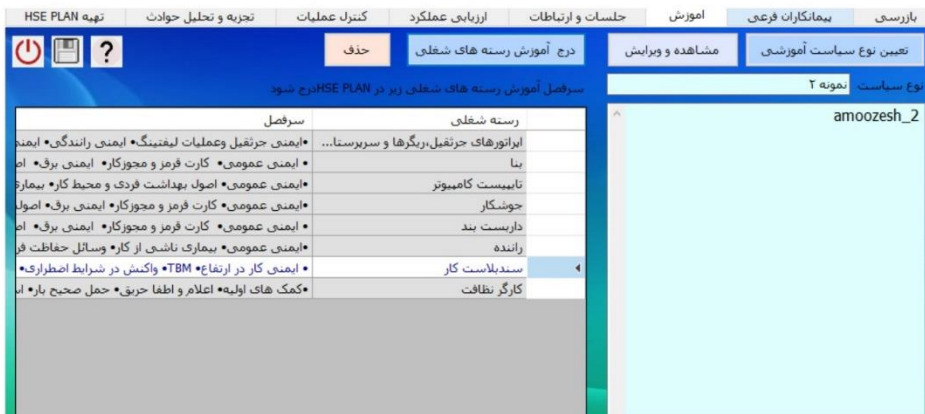 بازرسی پیمانکاران فرعی آموزش جلسات و ارتباطات ارزیابی عملکرد کنترل عملیات تجزیه و تحلیل حوادث تهیه HSE PLAN
تعیین نوع سیاست آموزشی مشاهده و ویرایش درج آموزش رسته های شغلی حذف ?
نوع سیاست نمونه ۲
سرفصل آموزش رسته های شغلی زیر در HSE PLANدرج شود
amoozesh_2
رسته شغلی سرفصل
اپراتورهای جرثقیل،ریگرها و سرپرستا... •ایمنی جرثقیل وعملیات لیفتینگ• ایمنی رانندگی•
بنا • ایمنی عمومی• کارت قرمز و مجوزکار• ایمنی برق•
تایپیست کامپیوتر •ایمنی عمومی• اصول بهداشت فردی و محیط کار•
جوشکار •ایمنی عمومی• کارت قرمز و مجوزکار• ایمنی برق•
داربست بند • ایمنی عمومی• کارت قرمز و مجوزکار• ایمنی برق•
راننده •ایمنی عمومی• بیماری ناشی از کار• وسائل حفاظت
سندبلاست کار • ایمنی کار در ارتفاع• TBM• واکنش در شرایط اضطراری•
کارگر نظافت •کمک های اولیه• اعلام و اطفا حریق• حمل صحیح بار•